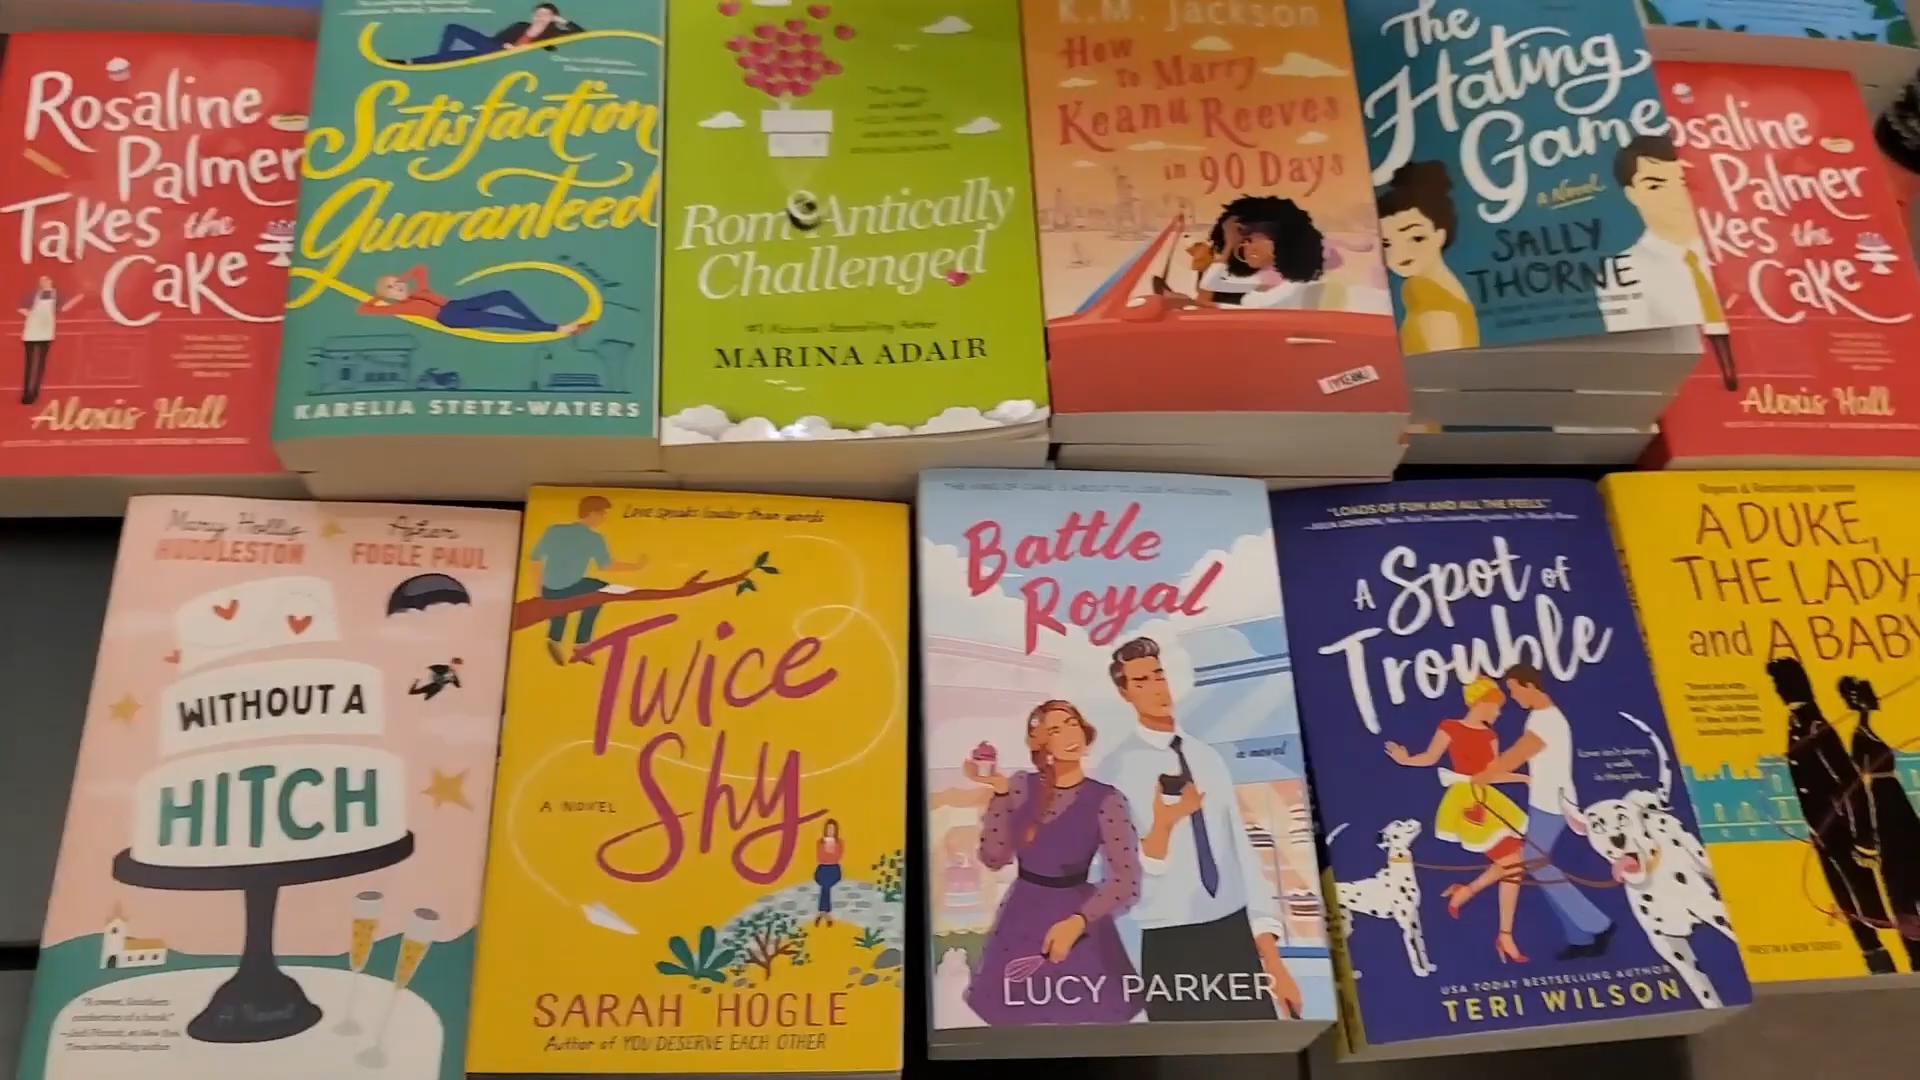 Rosaline
Palmer
Takes the
Cake
Alexis Hall
Satisfaction
Guaranteed
KARELIA STETZ-WATERS
RomAntically
Challenged
#1 National Bestselling Author
MARINA ADAIR
K.M. Jackson
How
to Marry
Keanu Reeves
in 90 Days
The
Hating
Game
A Novel
SALLY
THORNE
osaline
Palmer
kes the
Cake
Alexis Hall
Mary Hollis
HUDDLESTON
Asher
FOGLE PAUL
WITHOUT A
HITCH
A Novel
Love speaks louder than words
Twice
Shy
A NOVEL
SARAH HOGLE
Author of YOU DESERVE EACH OTHER
Battle
Royal
a novel
LUCY PARKER
"LOADS OF FUN AND ALL THE FEELS."
A Spot of
Trouble
Love isn't always
a walk
in the park...
USA TODAY BESTSELLING AUTHOR
TERI WILSON
A DUKE,
THE LADY,
and A BABY
FIRST IN A NEW SERIES!